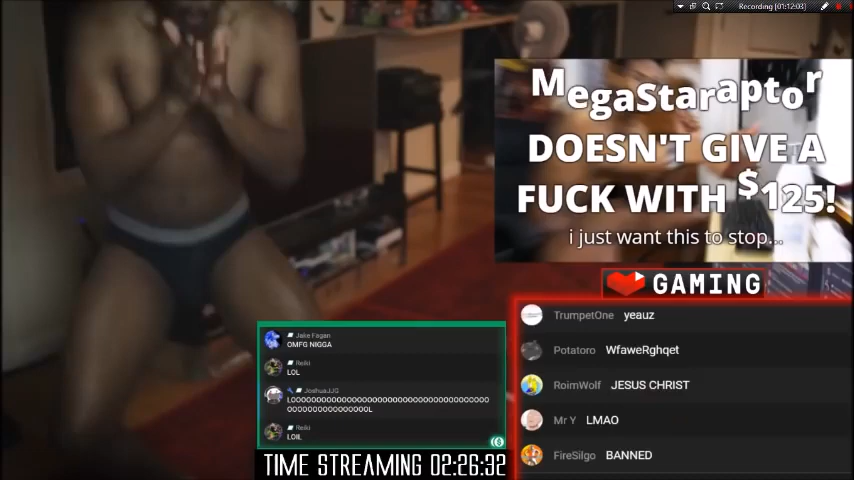 Recording [01:12:03]
MegaStaraptor
DOESN'T GIVE A
FUCK WITH $125!
i just want this to stop...
GAMING
Jake Fagan
OMFG NIGGA
Reiki
LOL
JoshuaJJG
Reiki
LOIL
TrumpetOne yeauz
Potatoro WfaweRghqet
RoimWolf JESUS CHRIST
Mr Y LMAO
FireSilgo BANNED
TIME STREAMING 02:26:32